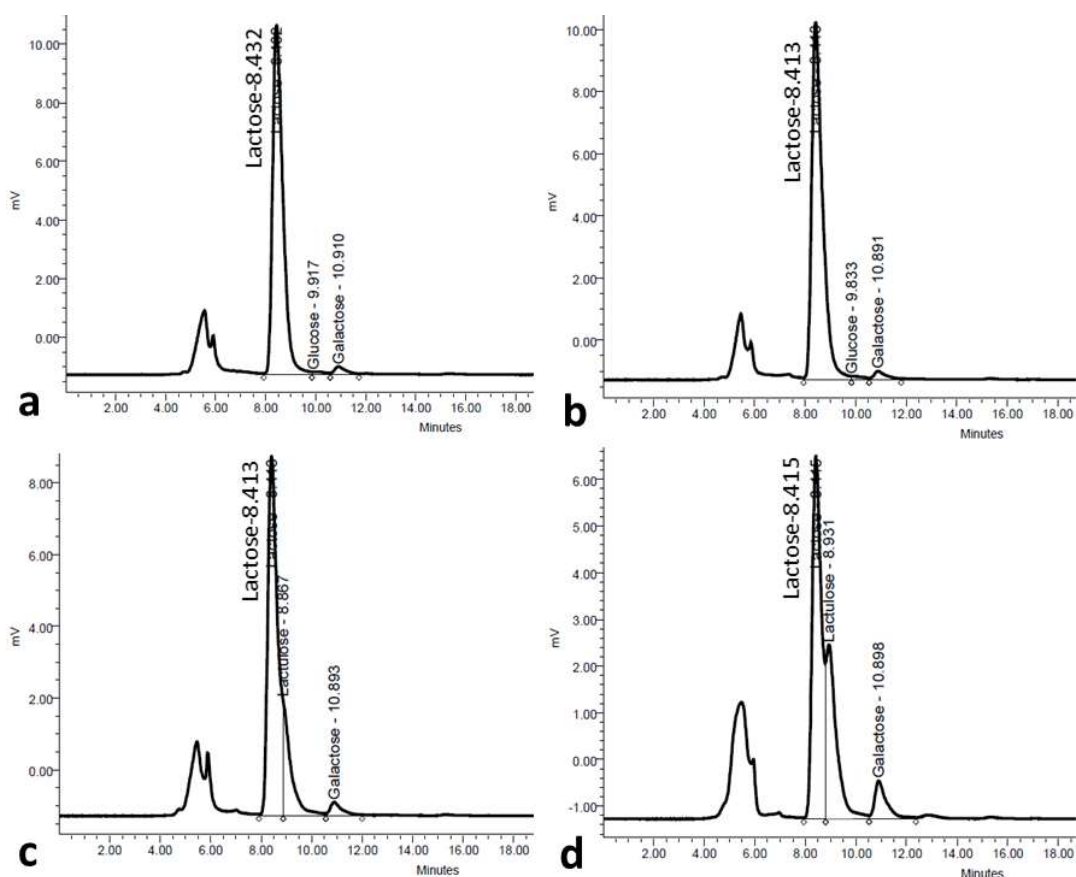 10.00
8.00
6.00
4.00
2.00
0.00
mV
Lactose-8.432
Glucose - 9.917
Galactose - 10.910
2.00 4.00 6.00 8.00 10.00 12.00 14.00 16.00 18.00
Minutes
a
10.00
8.00
6.00
4.00
2.00
0.00
mV
Lactose-8.413
Glucose - 9.833
Galactose - 10.891
2.00 4.00 6.00 8.00 10.00 12.00 14.00 16.00 18.00
Minutes
b
8.00
6.00
4.00
2.00
0.00
mV
Lactose-8.413
Lactulose - 8.867
Galactose - 10.893
2.00 4.00 6.00 8.00 10.00 12.00 14.00 16.00 18.00
Minutes
c
6.00
5.00
4.00
3.00
2.00
1.00
0.00
-1.00
mV
Lactose-8.415
Lactulose - 8.931
Galactose - 10.898
2.00 4.00 6.00 8.00 10.00 12.00 14.00 16.00 18.00
Minutes
d